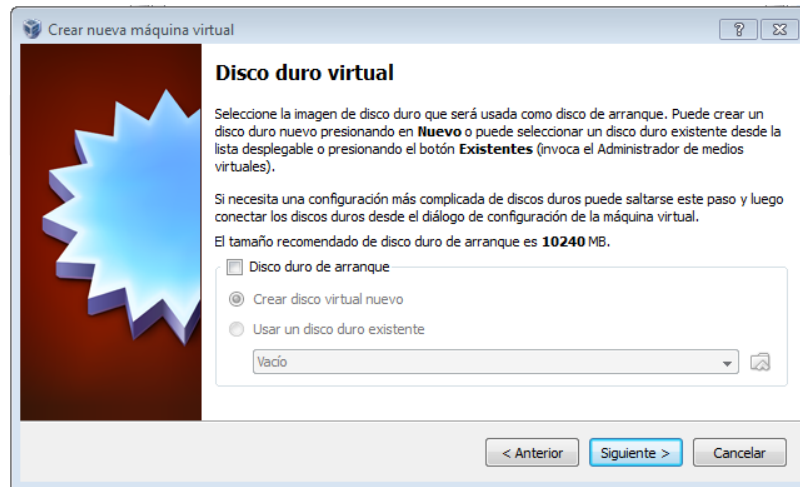 Crear nueva máquina virtual
Disco duro virtual
Seleccione la imagen de disco duro que será usada como disco de arranque. Puede crear un
disco duro nuevo presionando en Nuevo o puede seleccionar un disco duro existente desde la
lista desplegable o presionando el botón Existentes (invoca el Administrador de medios
virtuales).
Si necesita una configuración más complicada de discos duros puede saltarse este paso y luego
conectar los discos duros desde el diálogo de configuración de la máquina virtual.
El tamaño recomendado de disco duro de arranque es 10240 MB.
Disco duro de arranque
Crear disco virtual nuevo
Usar un disco duro existente
Vacío
< Anterior
Siguiente >
Cancelar